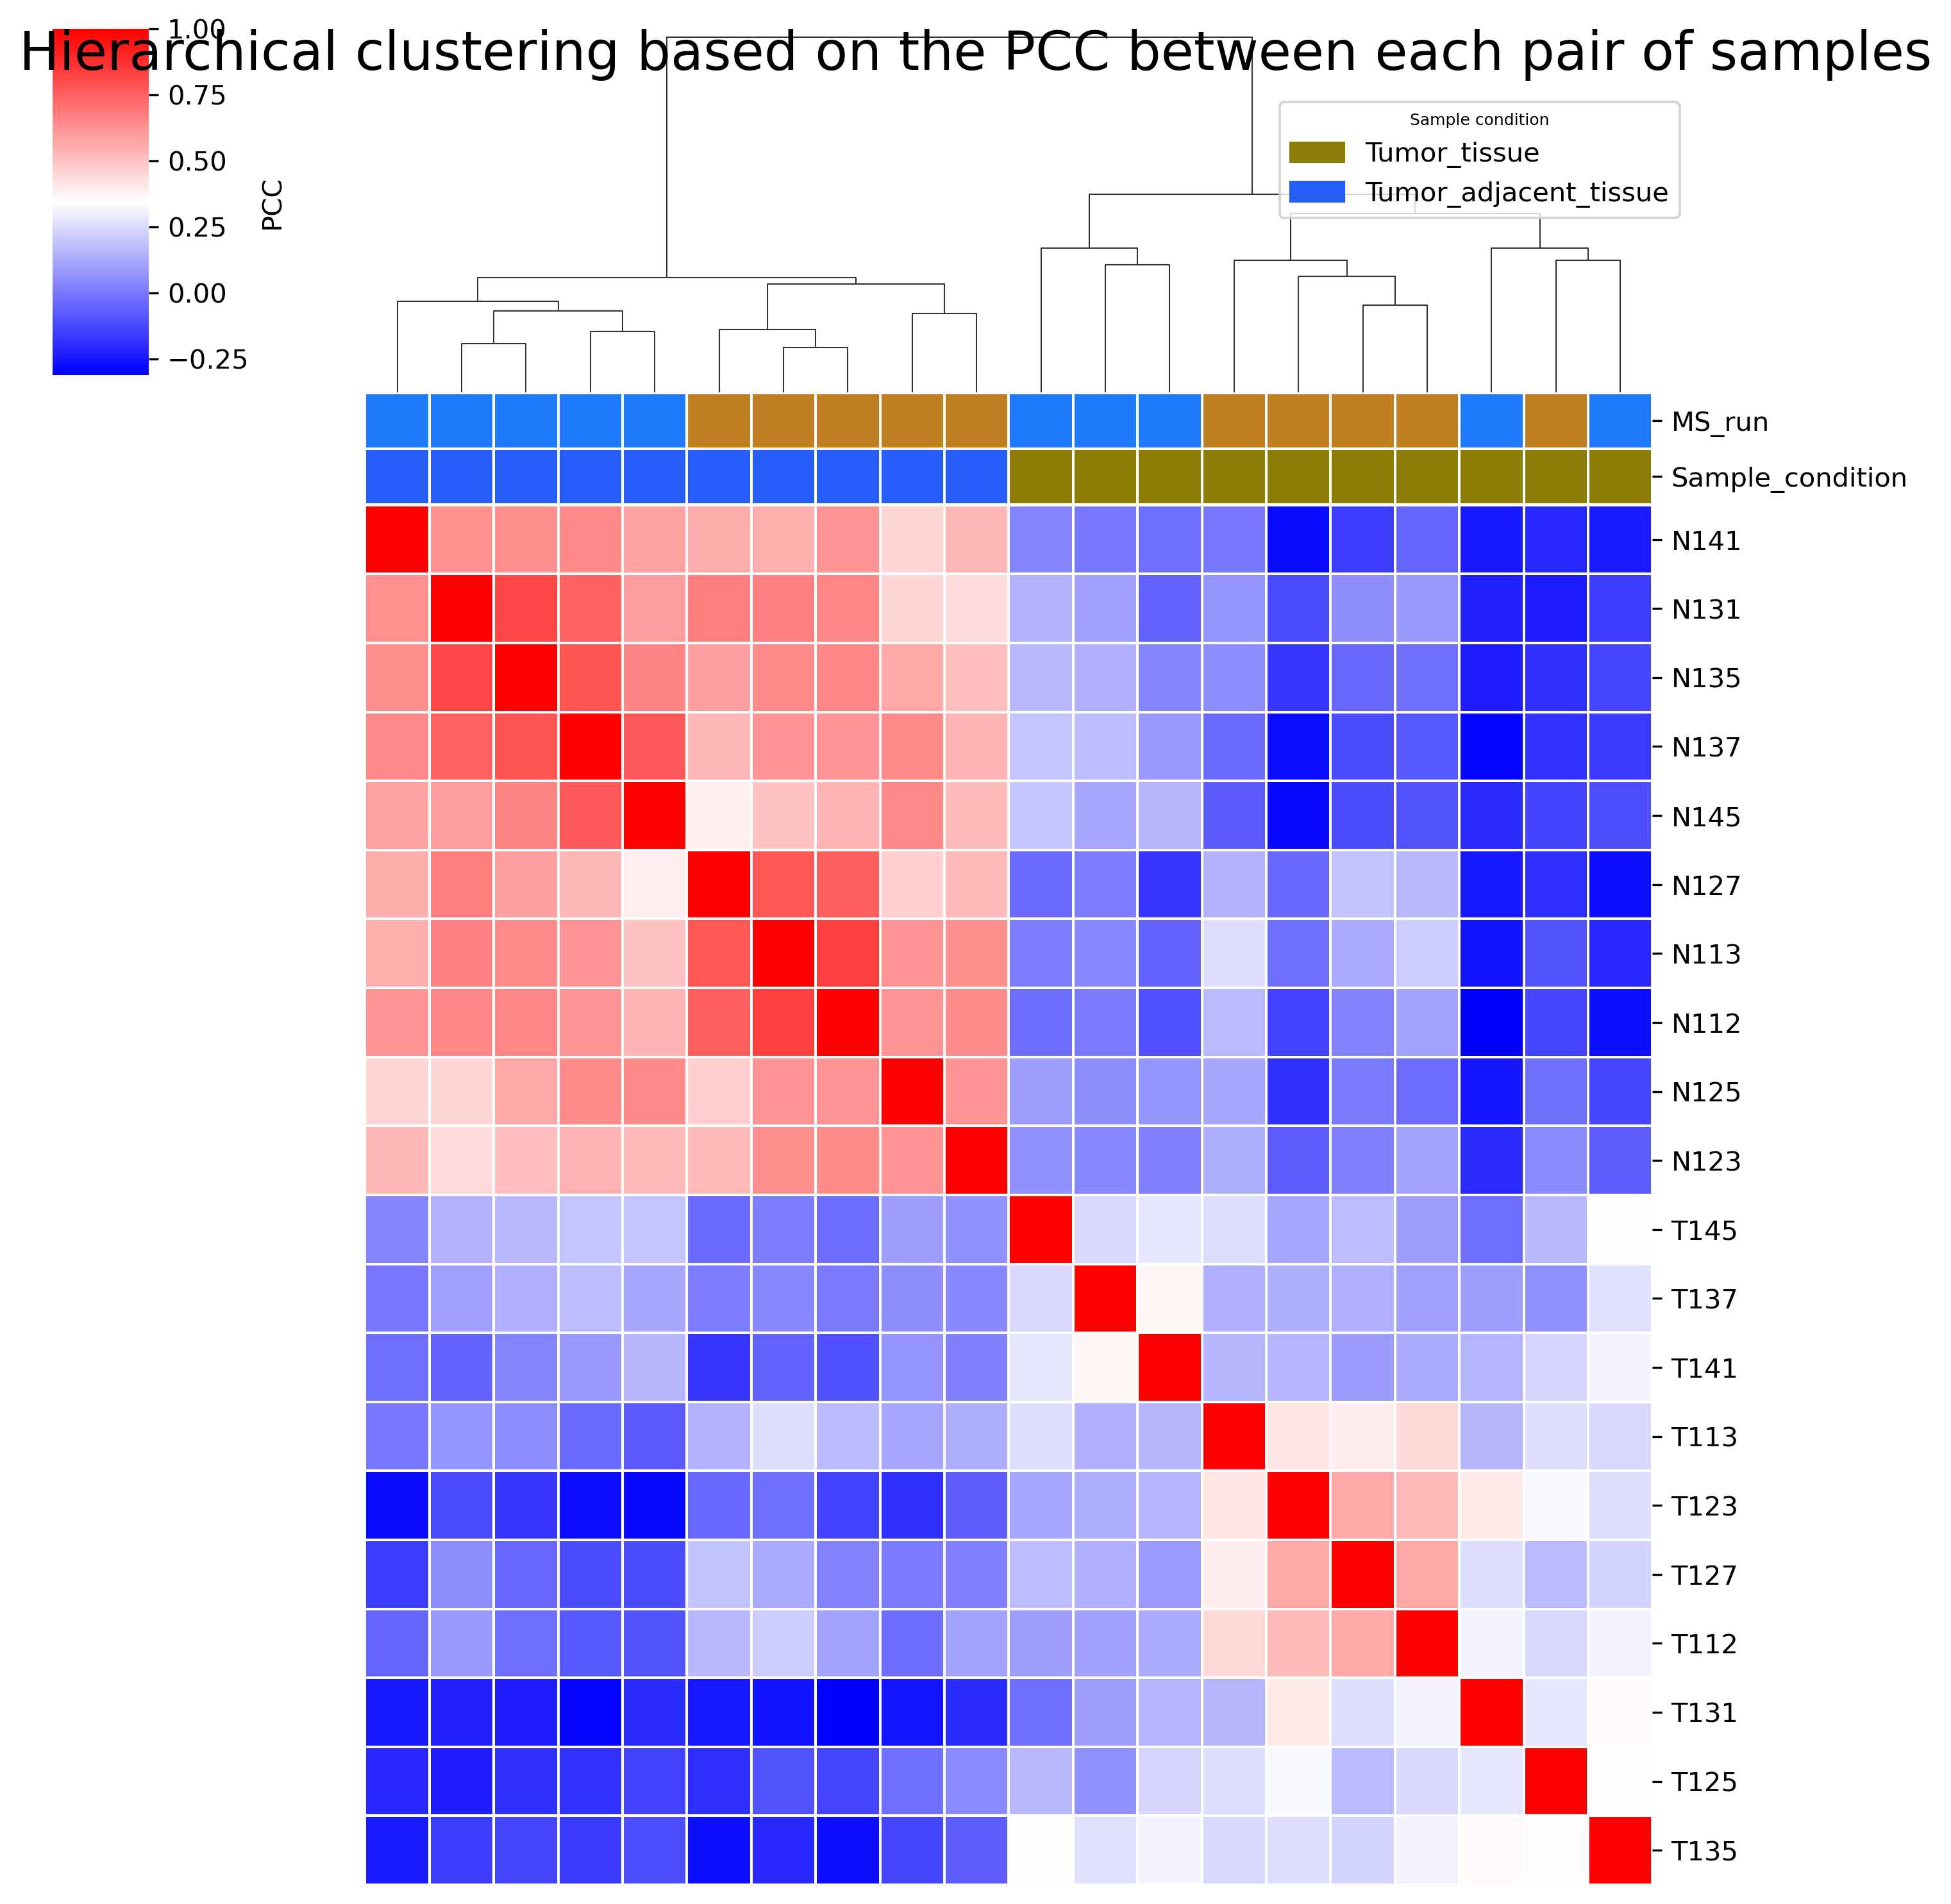 Hierarchical clustering based on the PCC between each pair of samples
1.00
0.75
0.50
0.25
0.00
−0.25
PCC
Sample condition
Tumor_tissue
Tumor_adjacent_tissue
MS_run
Sample_condition
N141
N131
N135
N137
N145
N127
N113
N112
N125
N123
T145
T137
T141
T113
T123
T127
T112
T131
T125
T135